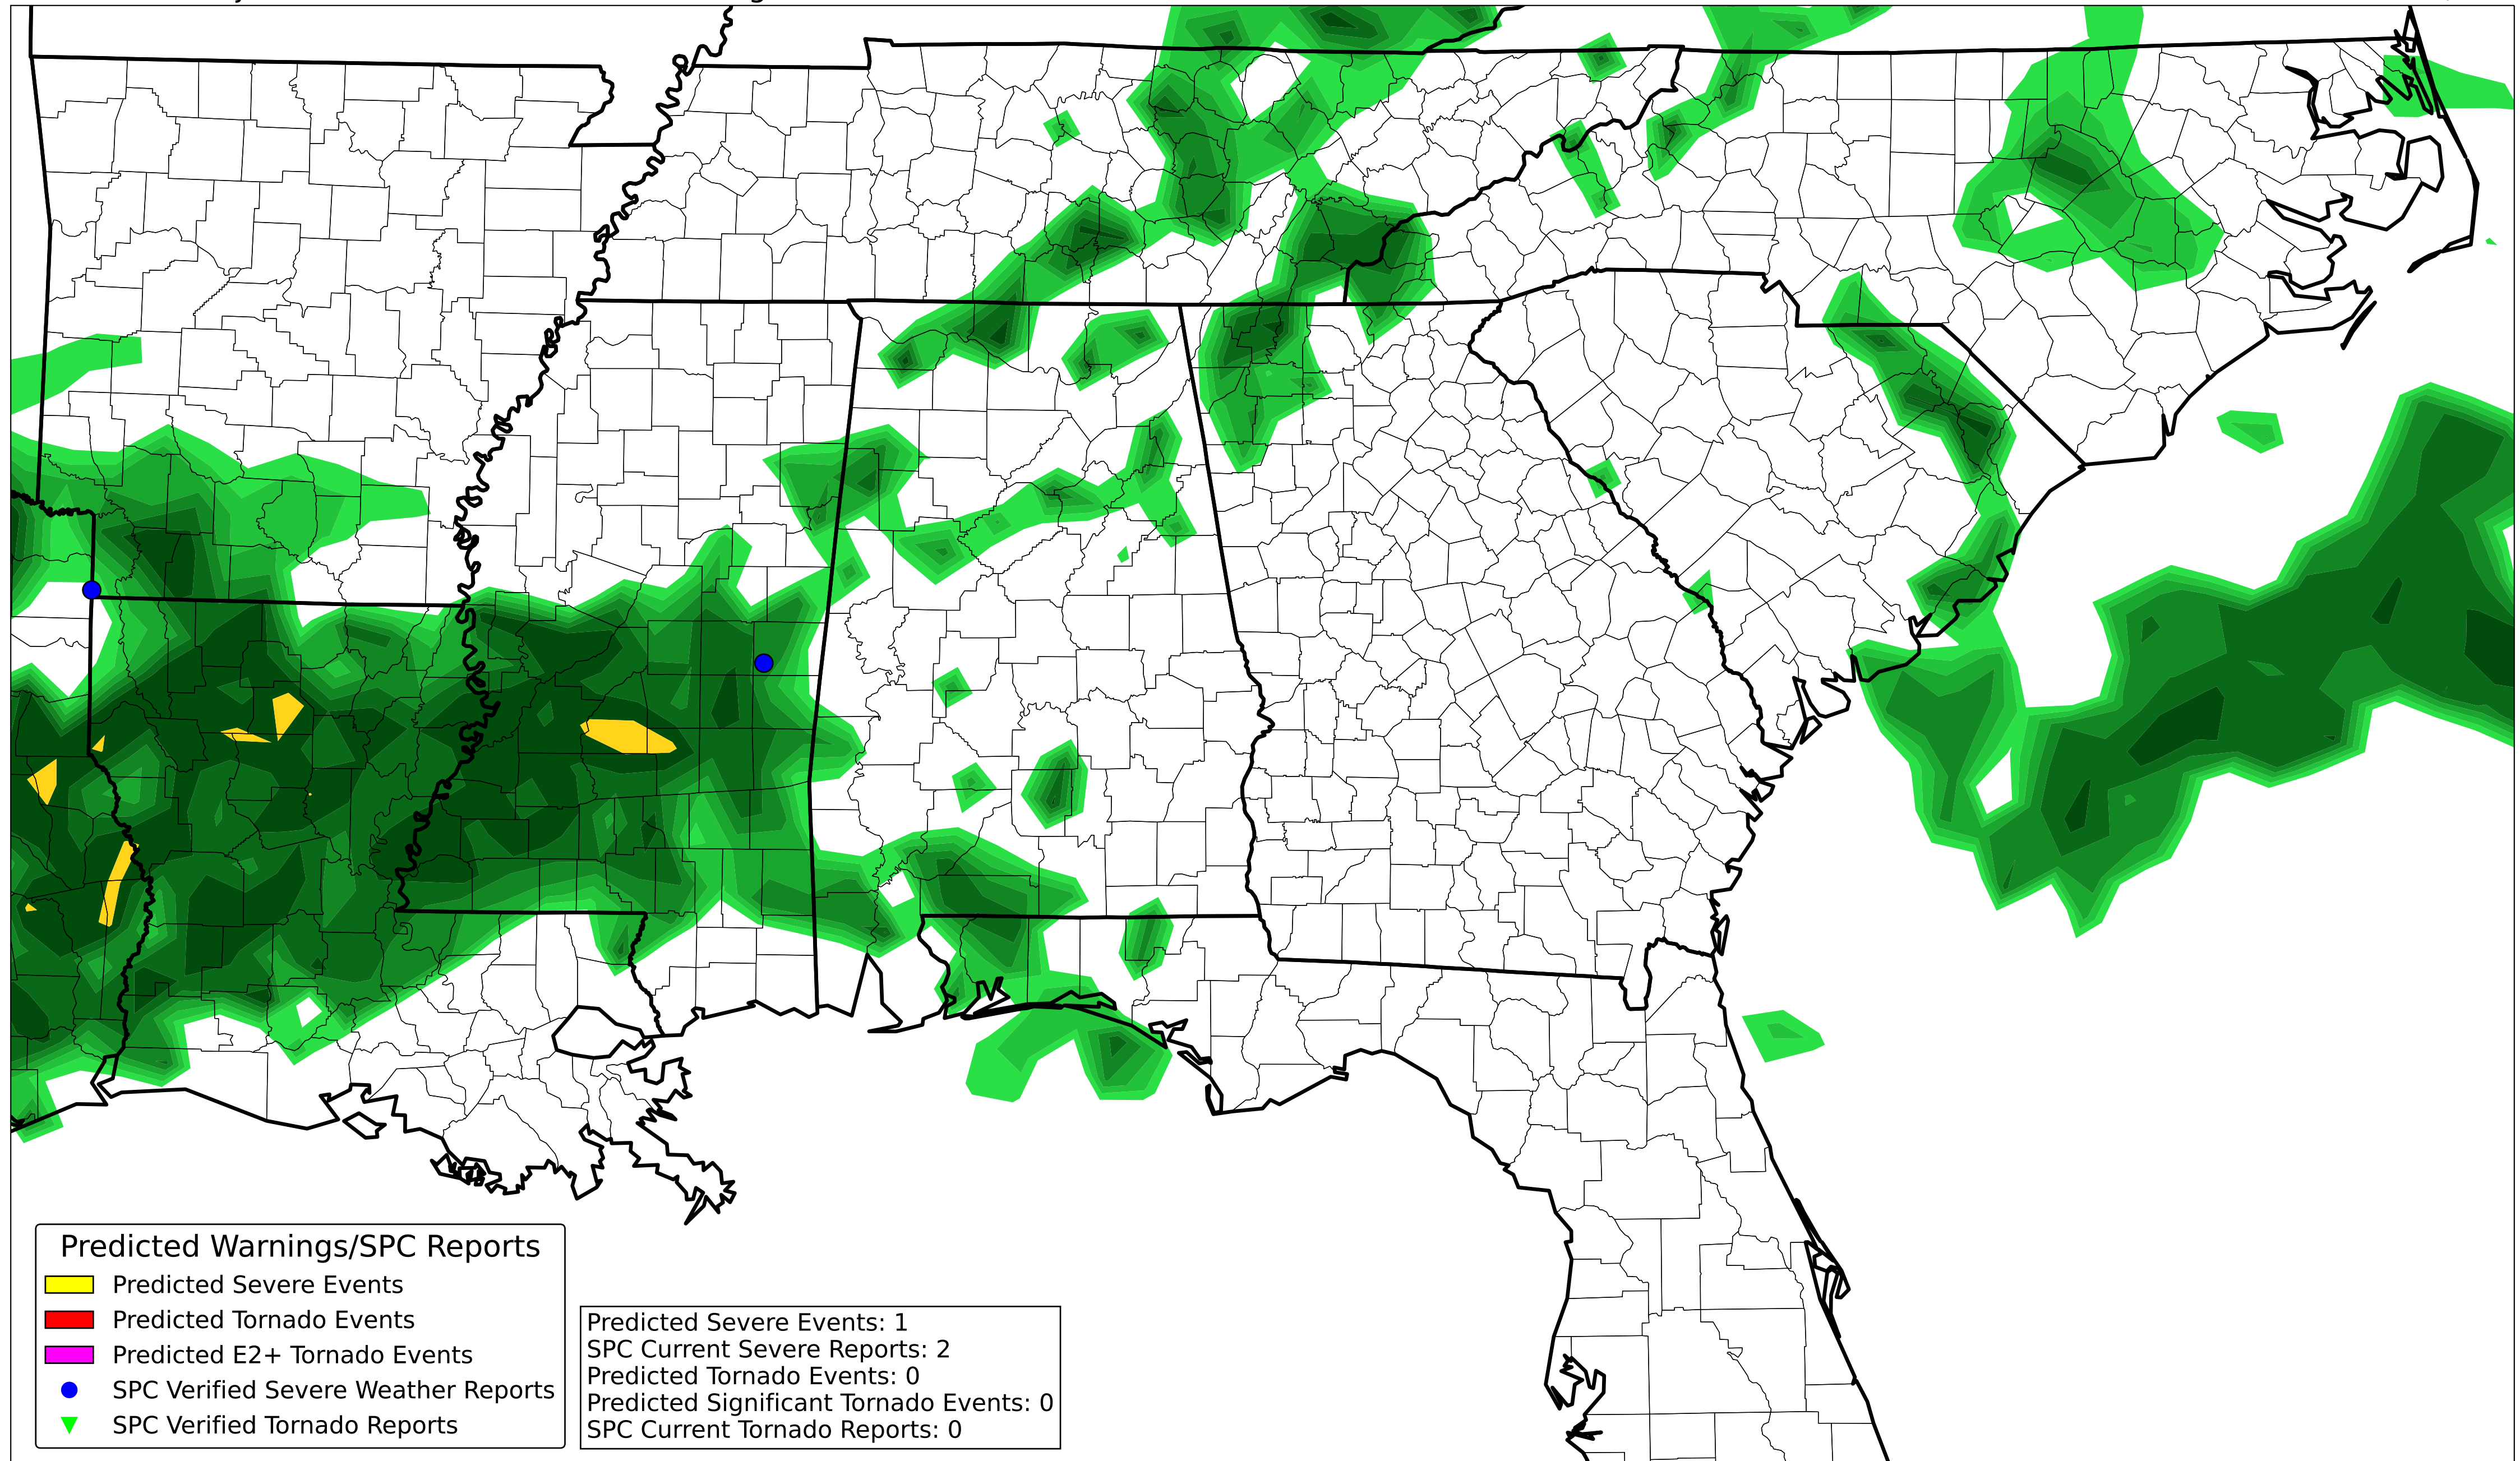 Predicted Warnings/SPC Reports
Predicted Severe Events
Predicted Tornado Events
Predicted E2+ Tornado Events
SPC Verified Severe Weather Reports
SPC Verified Tornado Reports
Predicted Severe Events: 1
SPC Current Severe Reports: 2
Predicted Tornado Events: 0
Predicted Significant Tornado Events: 0
SPC Current Tornado Reports: 0